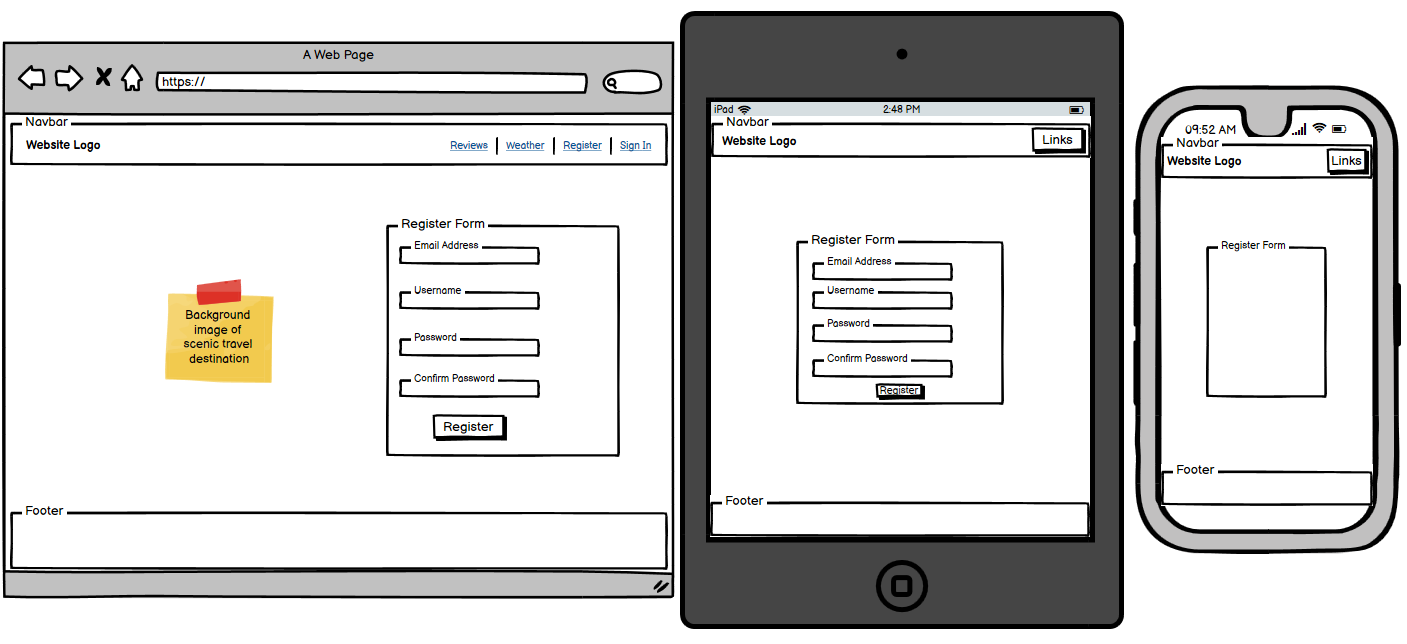 A Web Page
https://
Navbar
Website Logo
Reviews
Weather
Register
Sign In
Register Form
Email Address
Username
Password
Confirm Password
Register
Background
image of
scenic travel
destination
Footer
iPad
2:48 PM
Navbar
Website Logo
Links
Register Form
Email Address
Username
Password
Confirm Password
Register
Footer
09:52 AM
Navbar
Website Logo
Links
Register Form
Footer